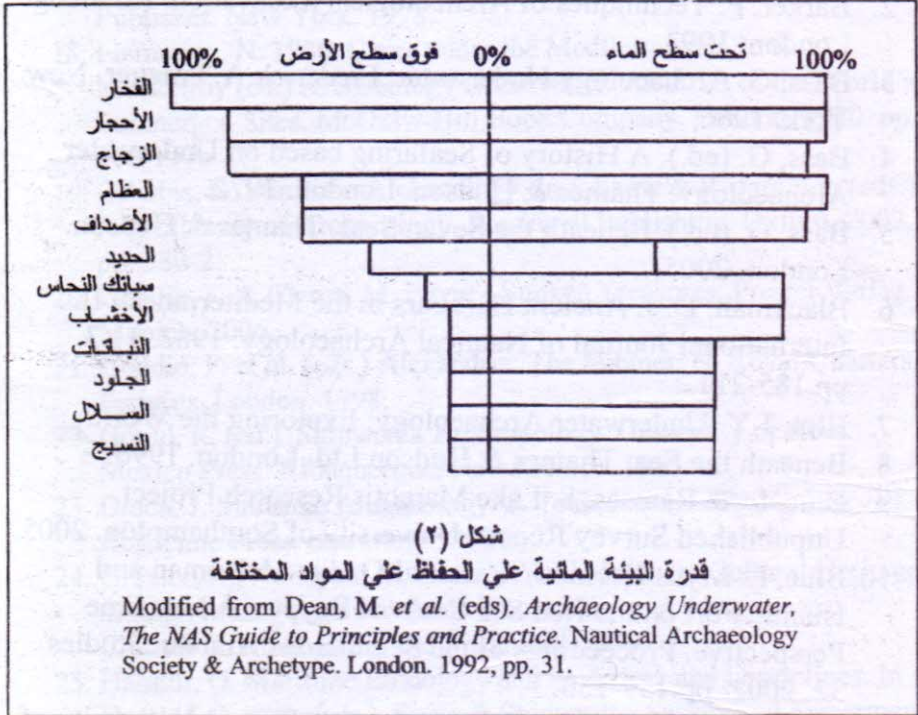 100% فوق سطح الأرض 0% تحت سطح الماء 100%
الفخار
الأحجار
الزجاج
العظام
الأصداف
الحديد
سبائك النحاس
الأخشاب
النباتات
الجلود
السلال
النسيج
شكل (٢)
قدرة البيئة المائية علي الحفاظ علي المواد المختلفة
Modified from Dean, M. et al. (eds). Archaeology Underwater,
The NAS Guide to Principles and Practice. Nautical Archaeology
Society & Archetype. London. 1992, pp. 31.